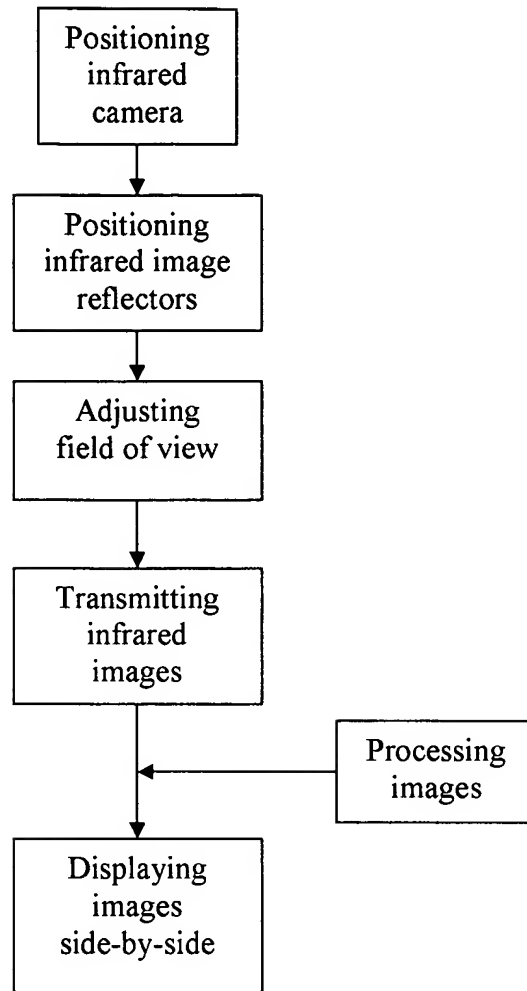 Positioning
infrared
camera
Positioning
infrared image
reflectors
Adjusting
field of view
Transmitting
infrared
images
Processing
images
Displaying
images
side-by-side